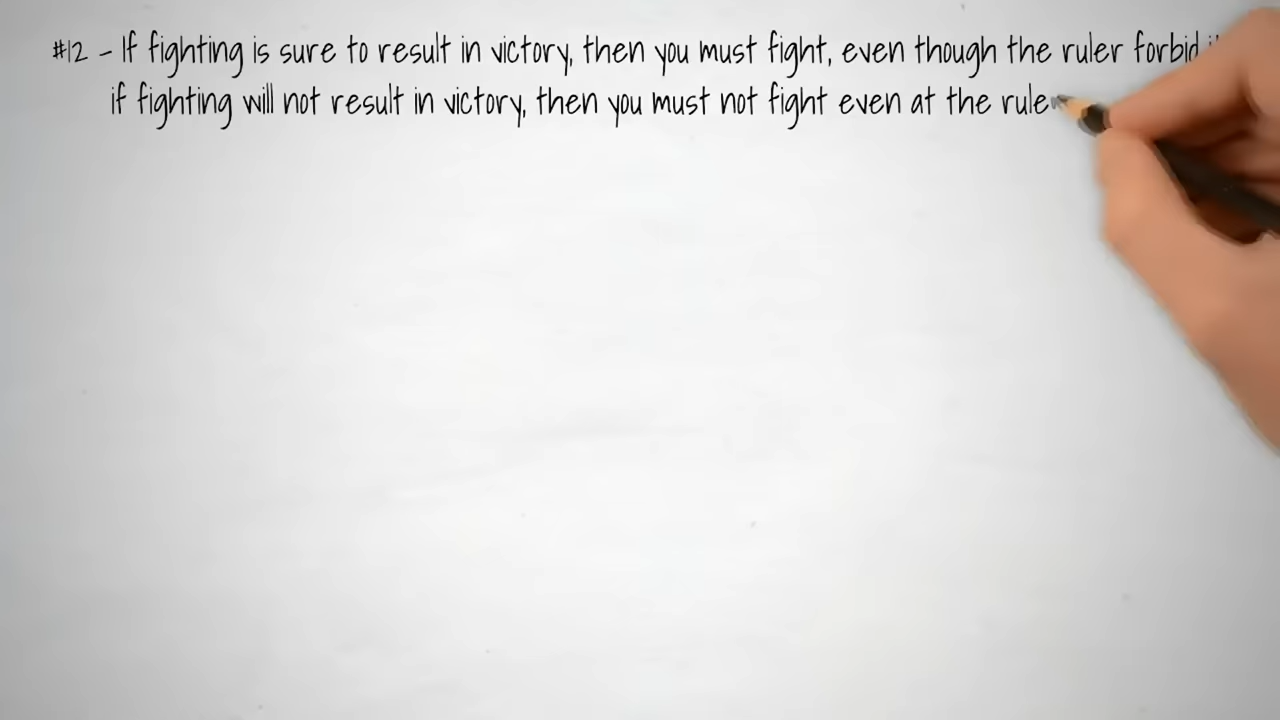 #12 - If fighting is sure to result in victory, then you must fight, even though the ruler forbid
if fighting will not result in victory, then you must not fight even at the